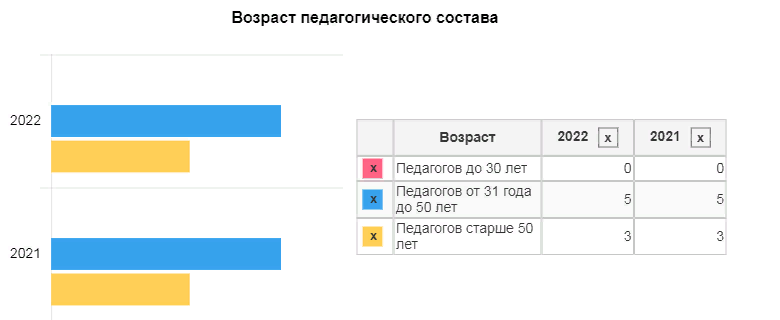 Возраст педагогического состава
2022
2021
Возраст 2022 x 2021 x
x Педагогов до 30 лет 0 0
x Педагогов от 31 года
до 50 лет 5 5
x Педагогов старше 50
лет 3 3